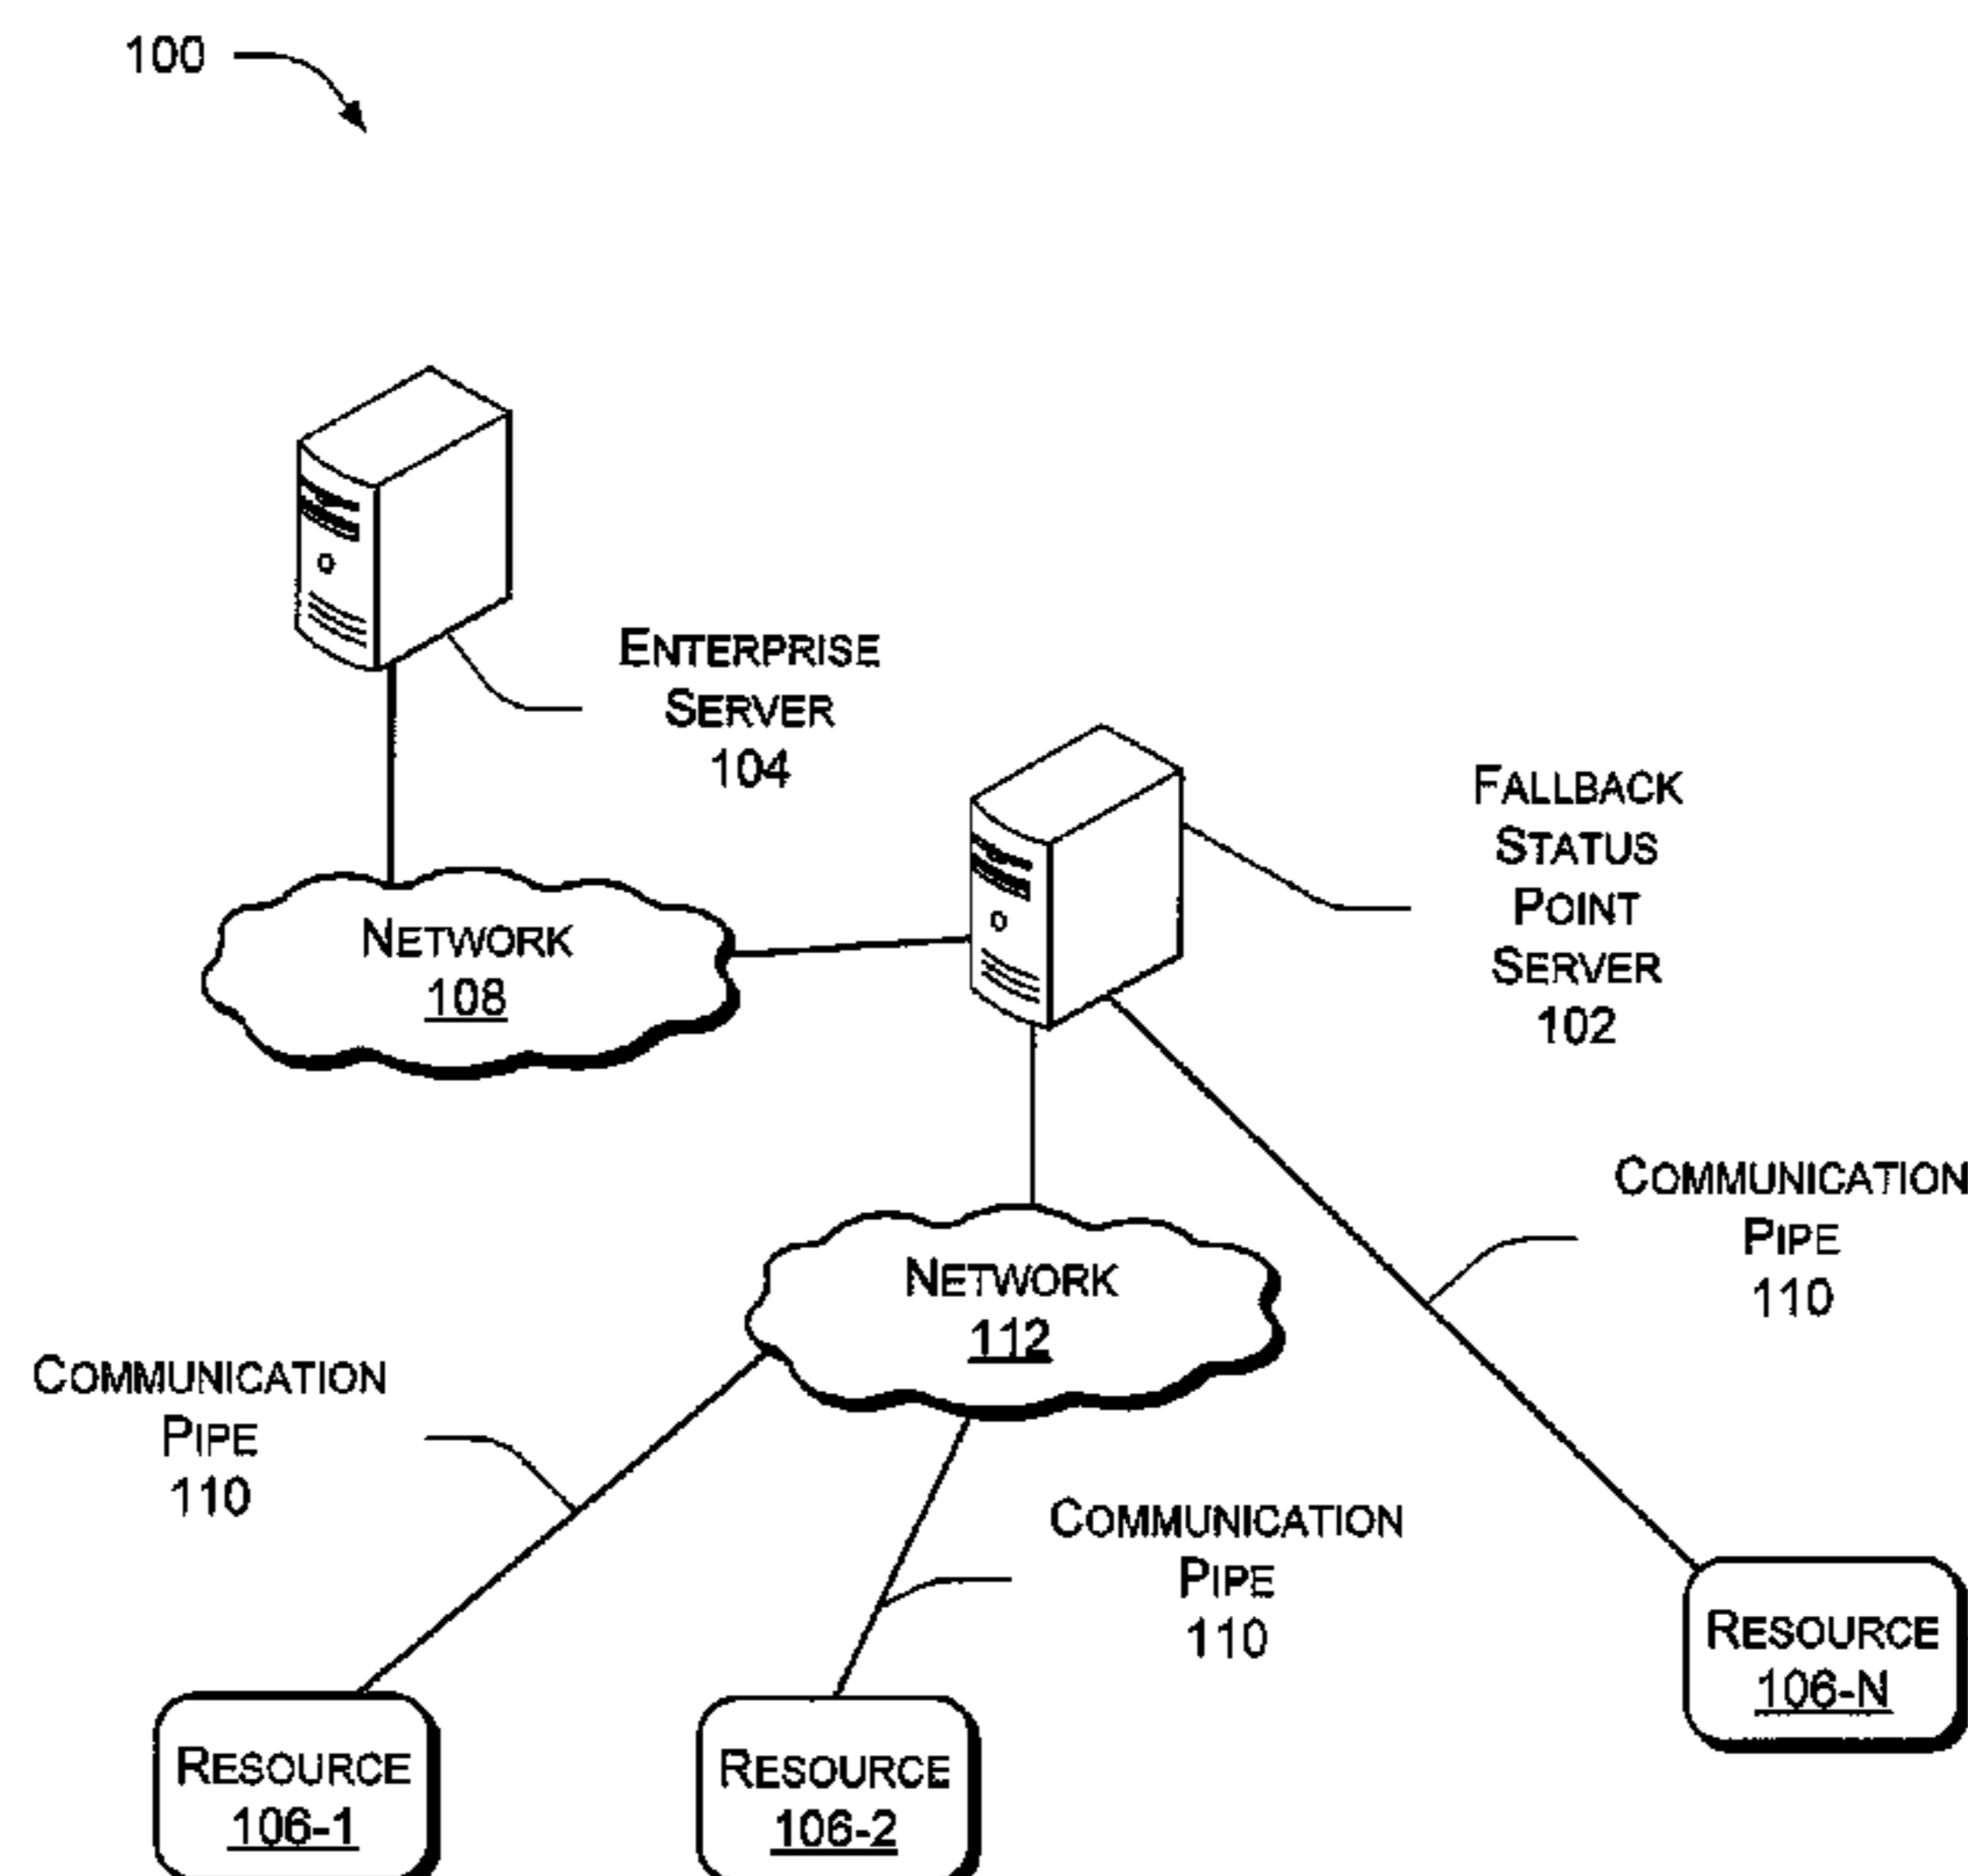 100
ENTERPRISE
SERVER
104
FALLBACK
STATUS
POINT
SERVER
102
NETWORK
108
COMMUNICATION
PIPE
110
NETWORK
112
COMMUNICATION
PIPE
110
COMMUNICATION
PIPE
110
RESOURCE
106-N
RESOURCE
106-1
RESOURCE
106-2